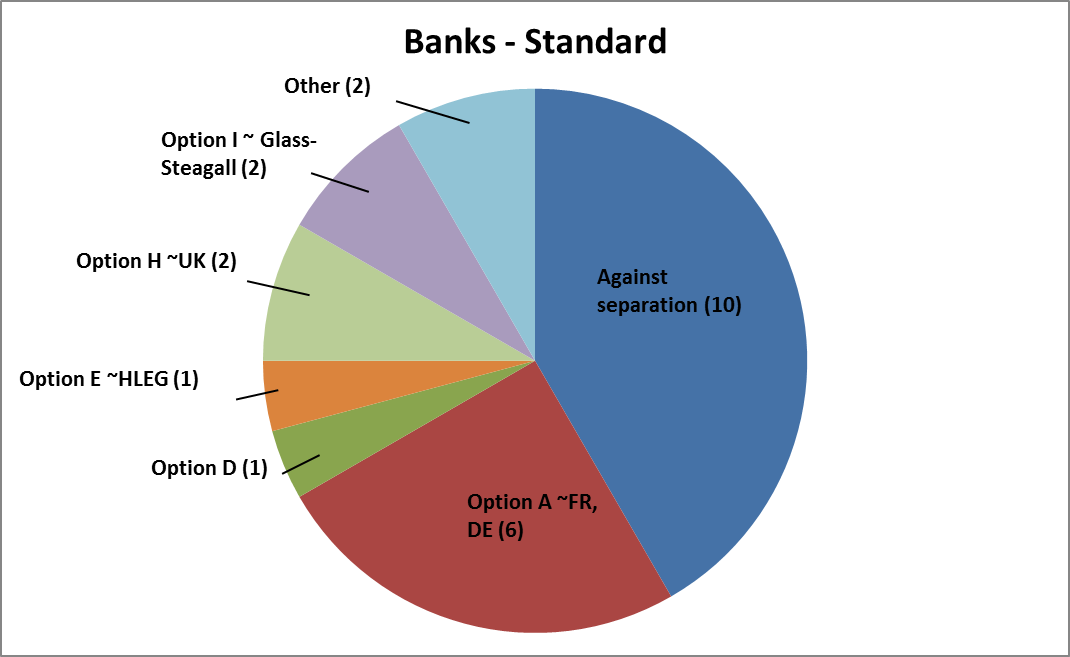 Banks - Standard
Other (2)
Option I ~ Glass-
Steagall (2)
Option H ~UK (2)
Option E ~HLEG (1)
Option D (1)
Against
separation (10)
Option A ~FR,
DE (6)